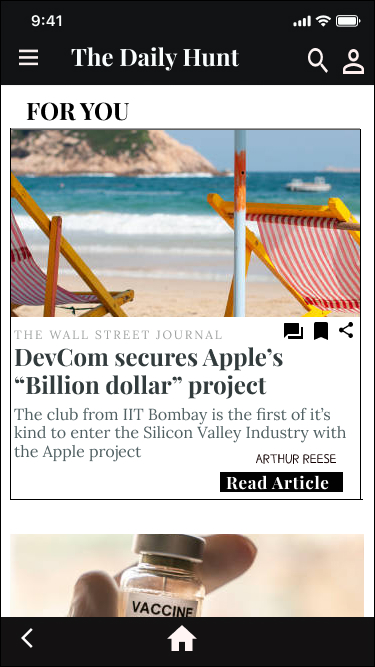 9:41
The Daily Hunt
FOR YOU
THE WALL STREET JOURNAL
DevCom secures Apple’s
“Billion dollar” project
The club from IIT Bombay is the first of it’s
kind to enter the Silicon Valley Industry with
the Apple project
ARTHUR REESE
Read Article
VACCINE